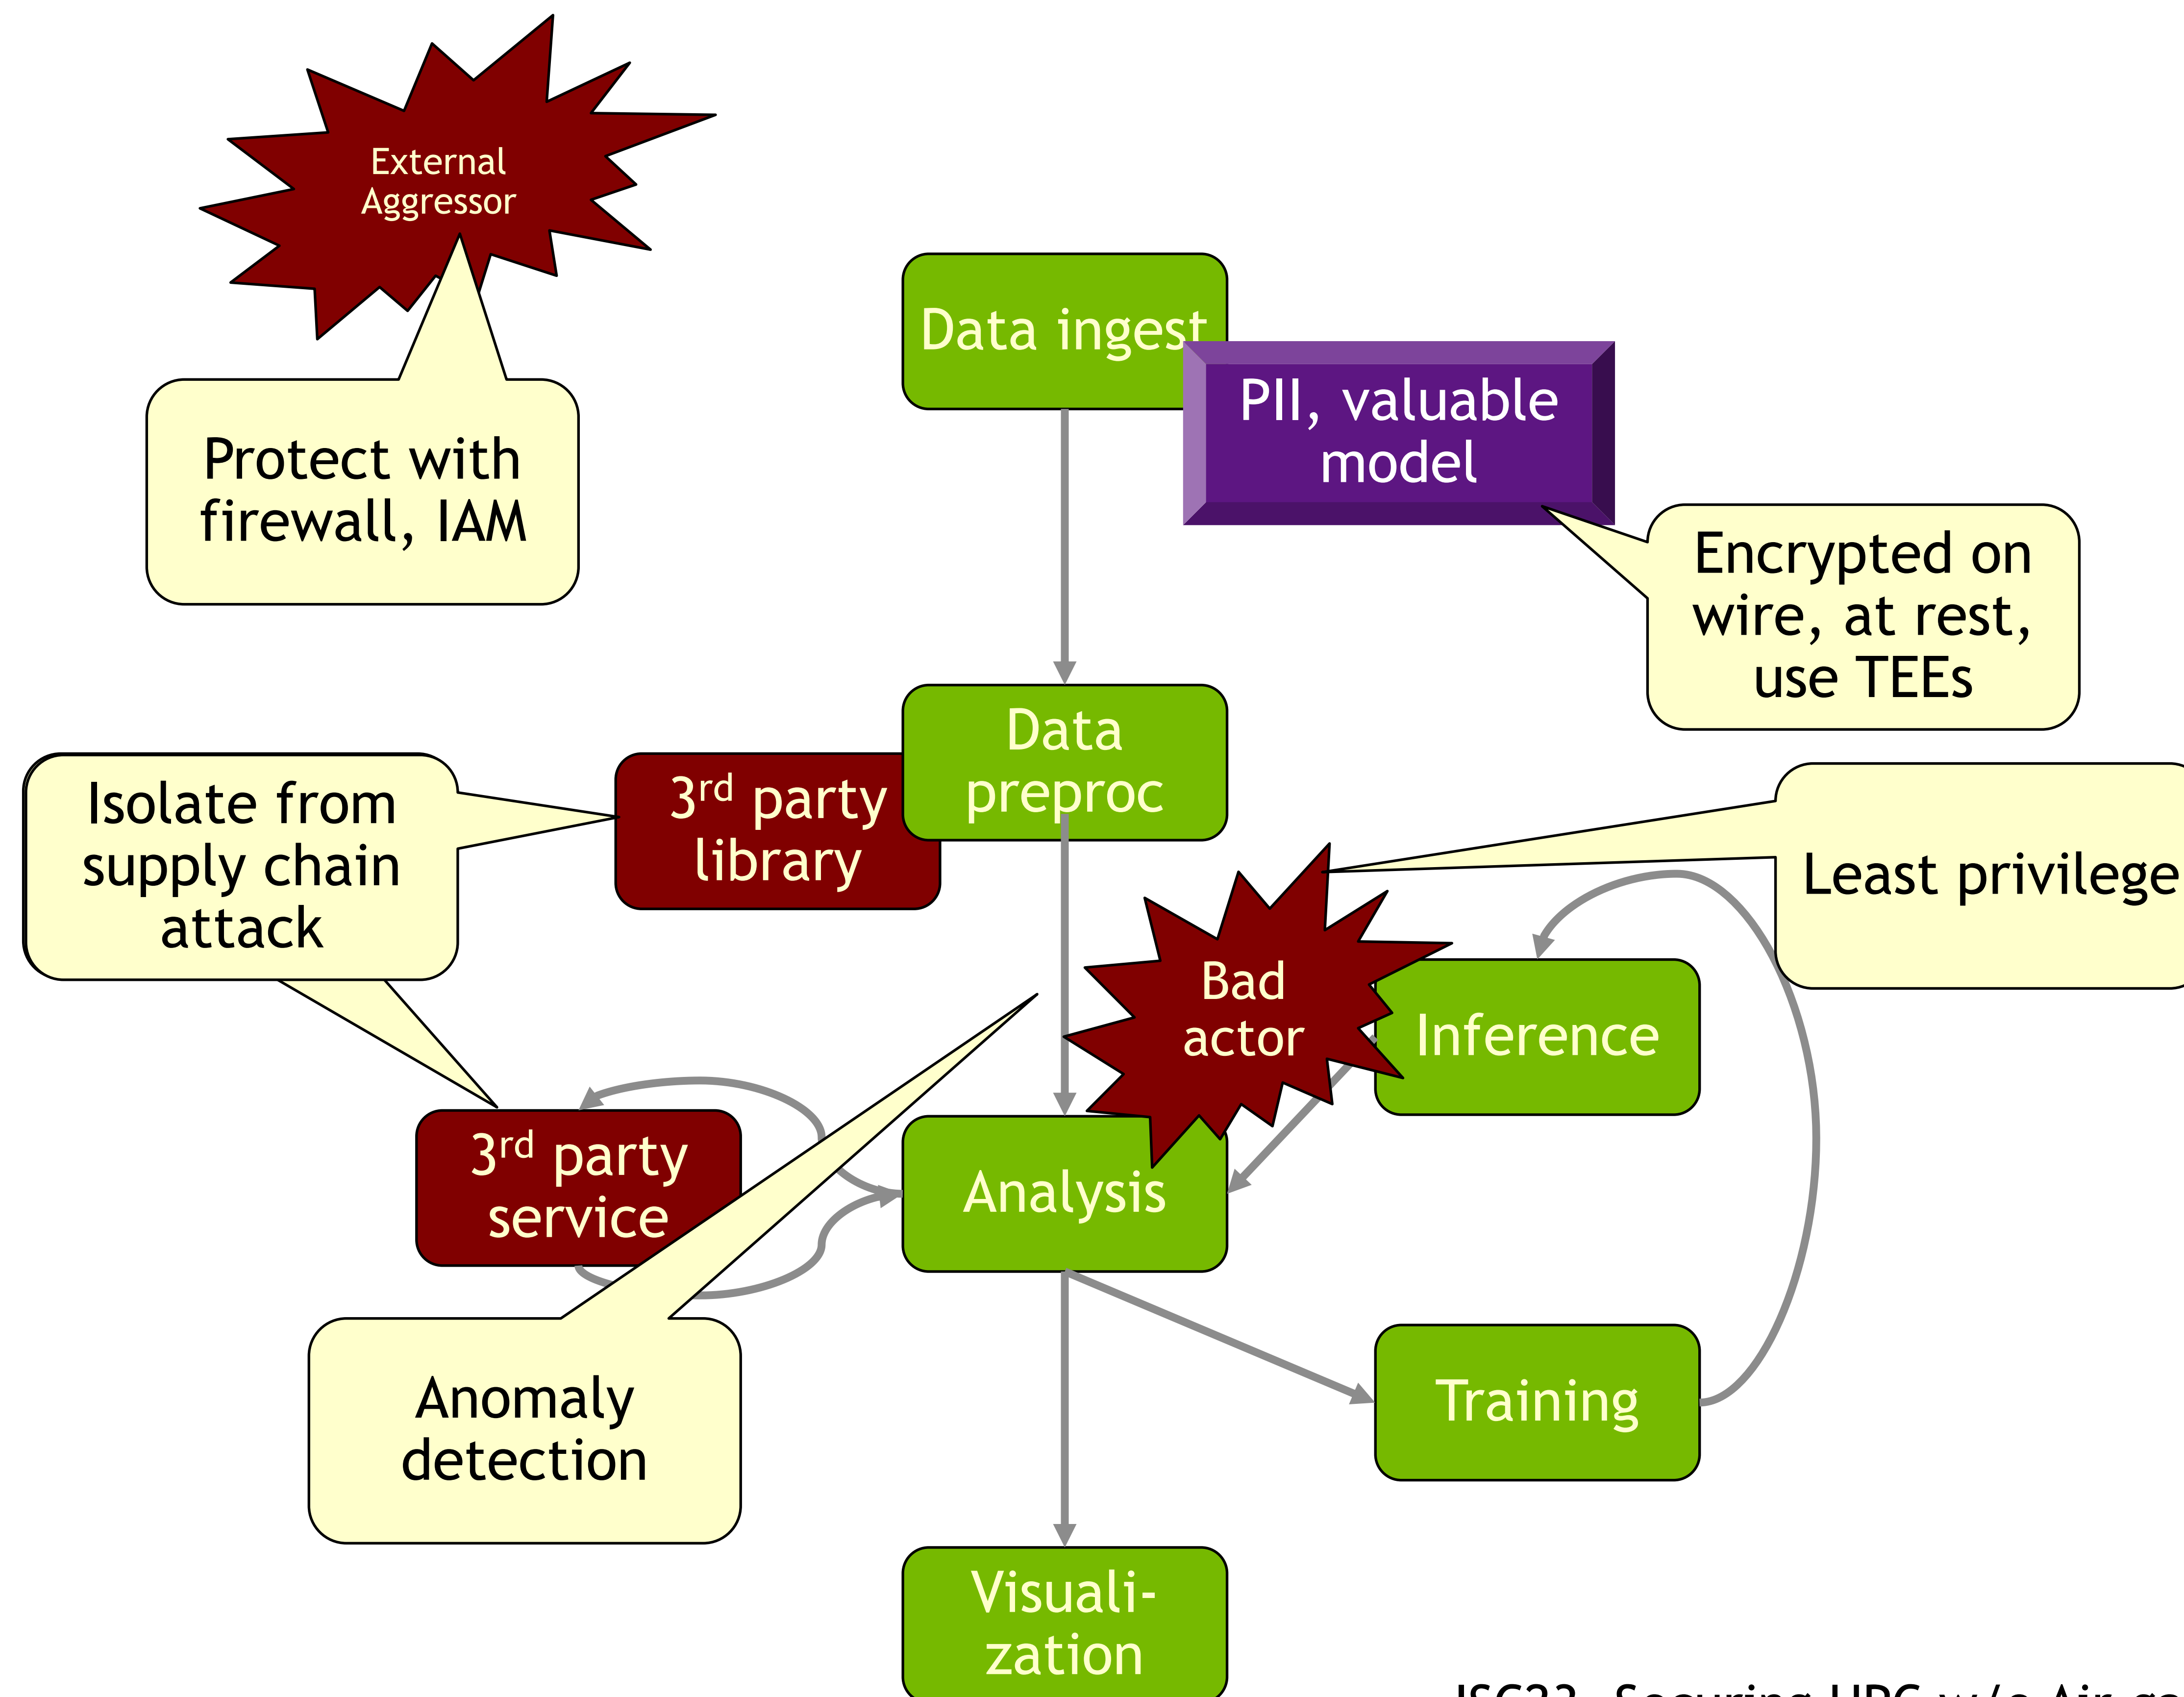 External
Aggressor
Data ingest
PII, valuable
model
Protect with
firewall, IAM
Encrypted on
wire, at rest,
use TEEs
Data
preproc
Isolate from
supply chain
attack
3rd party
library
Least privilege
Bad
actor
Inference
3rd party
service
Analysis
Anomaly
detection
Training
Visuali-
zation